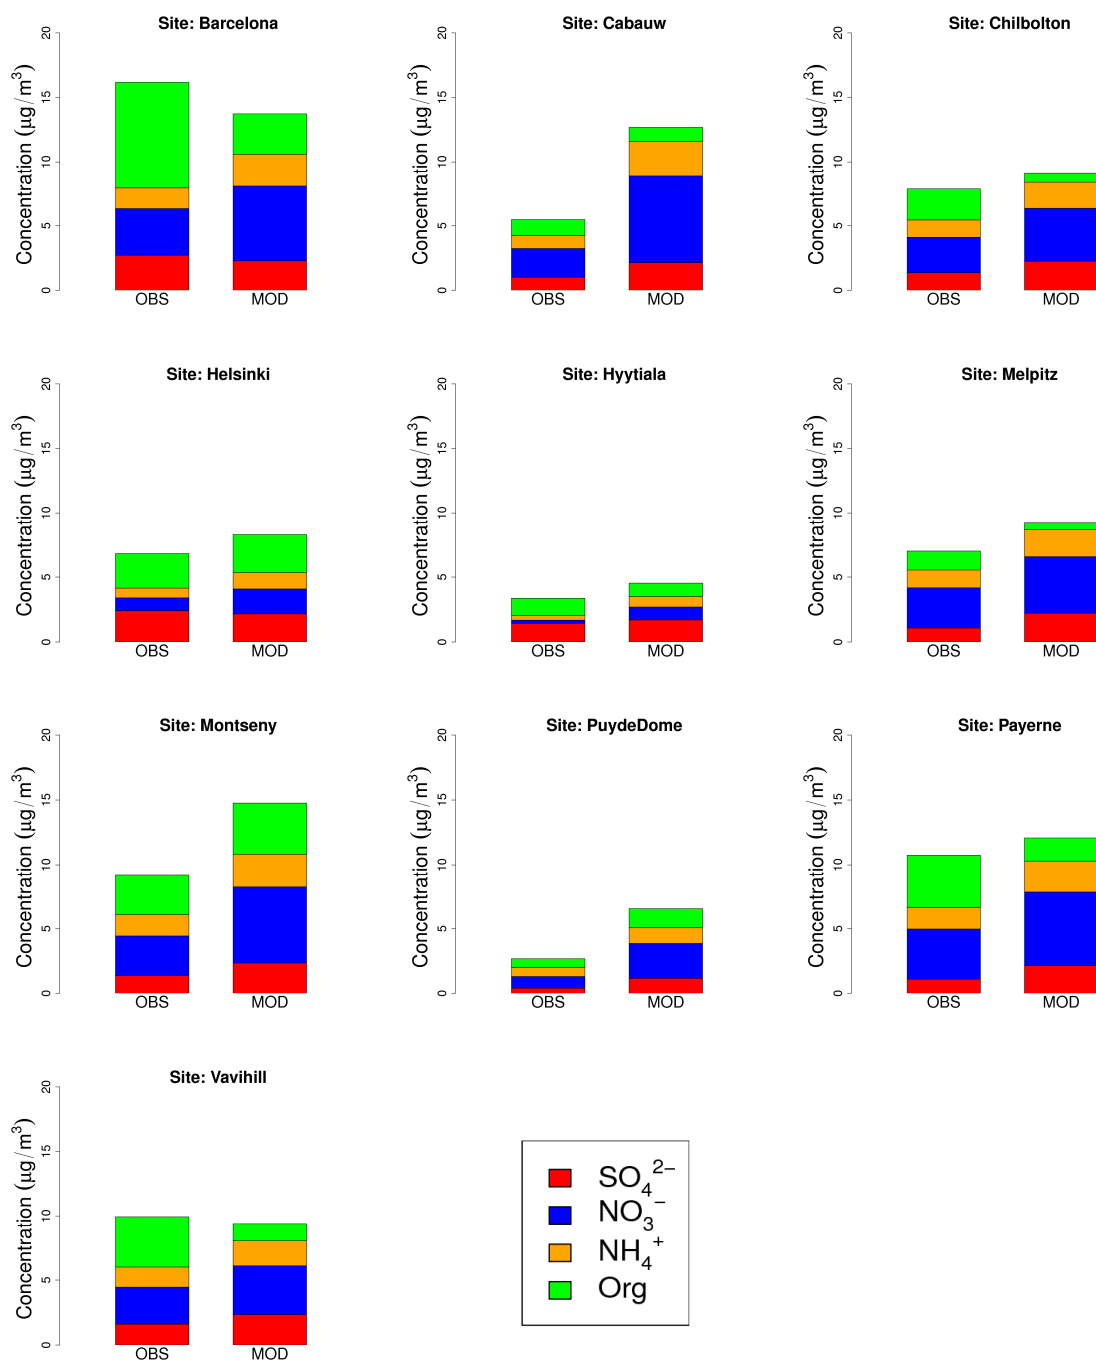 Site: Barcelona
Concentration (μg/m³)
0 5 10 15 20
OBS MOD
Site: Cabauw
Concentration (μg/m³)
0 5 10 15 20
OBS MOD
Site: Chilbolton
Concentration (μg/m³)
0 5 10 15 20
OBS MOD
Site: Helsinki
Concentration (μg/m³)
0 5 10 15 20
OBS MOD
Site: Hyytiala
Concentration (μg/m³)
0 5 10 15 20
OBS MOD
Site: Melpitz
Concentration (μg/m³)
0 5 10 15 20
OBS MOD
Site: Montseny
Concentration (μg/m³)
0 5 10 15 20
OBS MOD
Site: PuydeDome
Concentration (μg/m³)
0 5 10 15 20
OBS MOD
Site: Payerne
Concentration (μg/m³)
0 5 10 15 20
OBS MOD
Site: Vavihill
Concentration (μg/m³)
0 5 10 15 20
OBS MOD
SO₄²⁻
NO₃⁻
NH₄⁺
Org